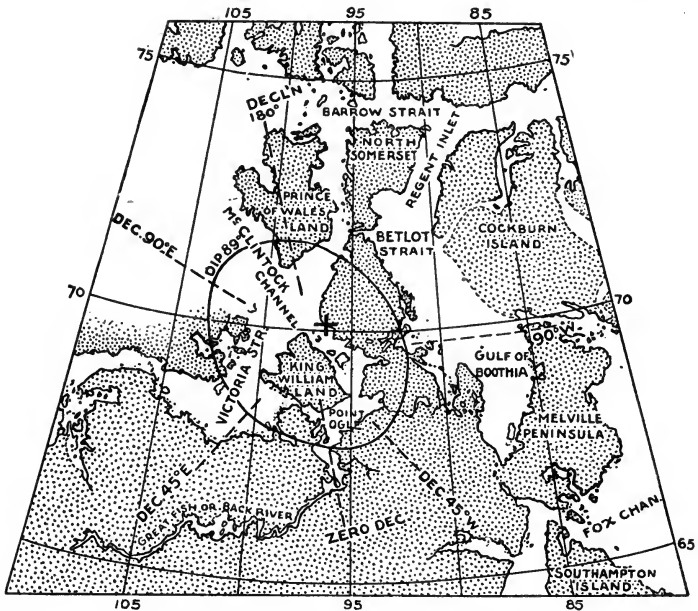 105
95
85
75
75
DECL'N
180°
BARROW STRAIT
NORTH
SOMERSET
REGENT INLET
PRINCE
OF WALES
LAND
MCCLINTOCK
CHANNEL
BETLOT
STRAIT
COCKBURN
ISLAND
DEC. 90°E
DIP 89°
70
70
90°
VICTORIA STR.
KING
WILLIAM
ISLAND
GULF OF
BOOTHIA
POINT
MELVILLE
PENINSULA
DEC 45°E
GREAT FISH OR BACK RIVER
ZERO DEC.
DEC 45°W
FOX CHAN.
65
SOUTHAMPTON
ISLAND
105
95
85